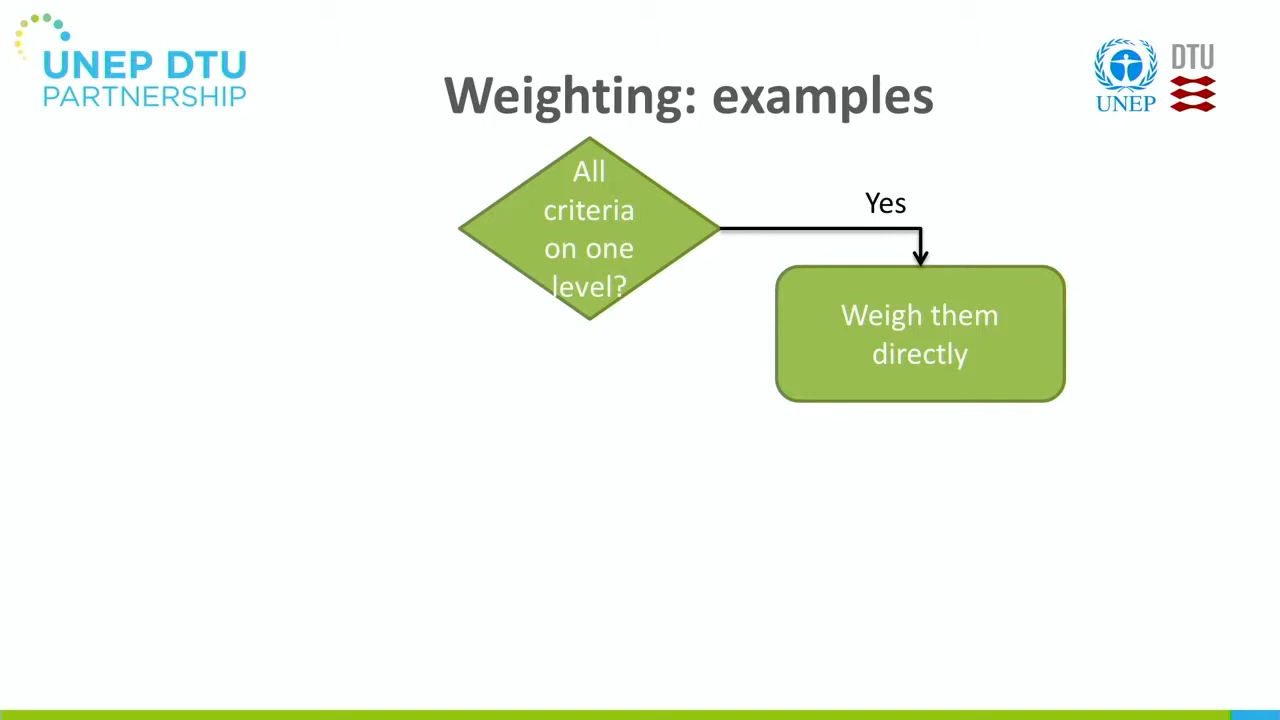 UNEP DTU
PARTNERSHIP
Weighting: examples
UNEP
DTU
All
criteria
on one
level?
Yes
Weigh them
directly